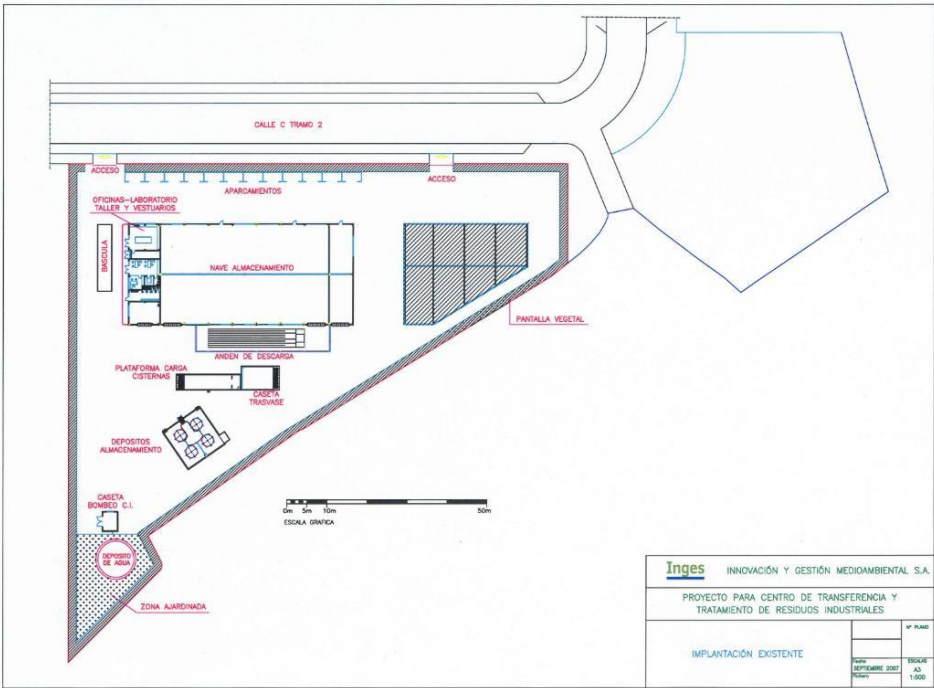 CALLE C TRAMO 2
ACCESO
APARCAMIENTOS
ACCESO
OFICINAS-LABORATORIO
TALLER Y VESTUARIOS
BASCULA
NAVE ALMACENAMIENTO
PANTALLA VEGETAL
ANDEN DE DESCARGA
PLATAFORMA CARGA
CISTERNAS
CASETA
TRASVASE
DEPOSITOS
ALMACENAMIENTO
CASETA
BOMBEO C.I.
0m 5m 10m 50m
ESCALA GRAFICA
DEPOSITO
DE AGUA
ZONA AJARDINADA
Inges INNOVACIÓN Y GESTIÓN MEDIOAMBIENTAL S.A.
PROYECTO PARA CENTRO DE TRANSFERENCIA Y
TRATAMIENTO DE RESIDUOS INDUSTRIALES
Nº PLANO
IMPLANTACIÓN EXISTENTE
Fecha
SEPTIEMBRE 2007
Fichero
ESCALAS
A3
1:600